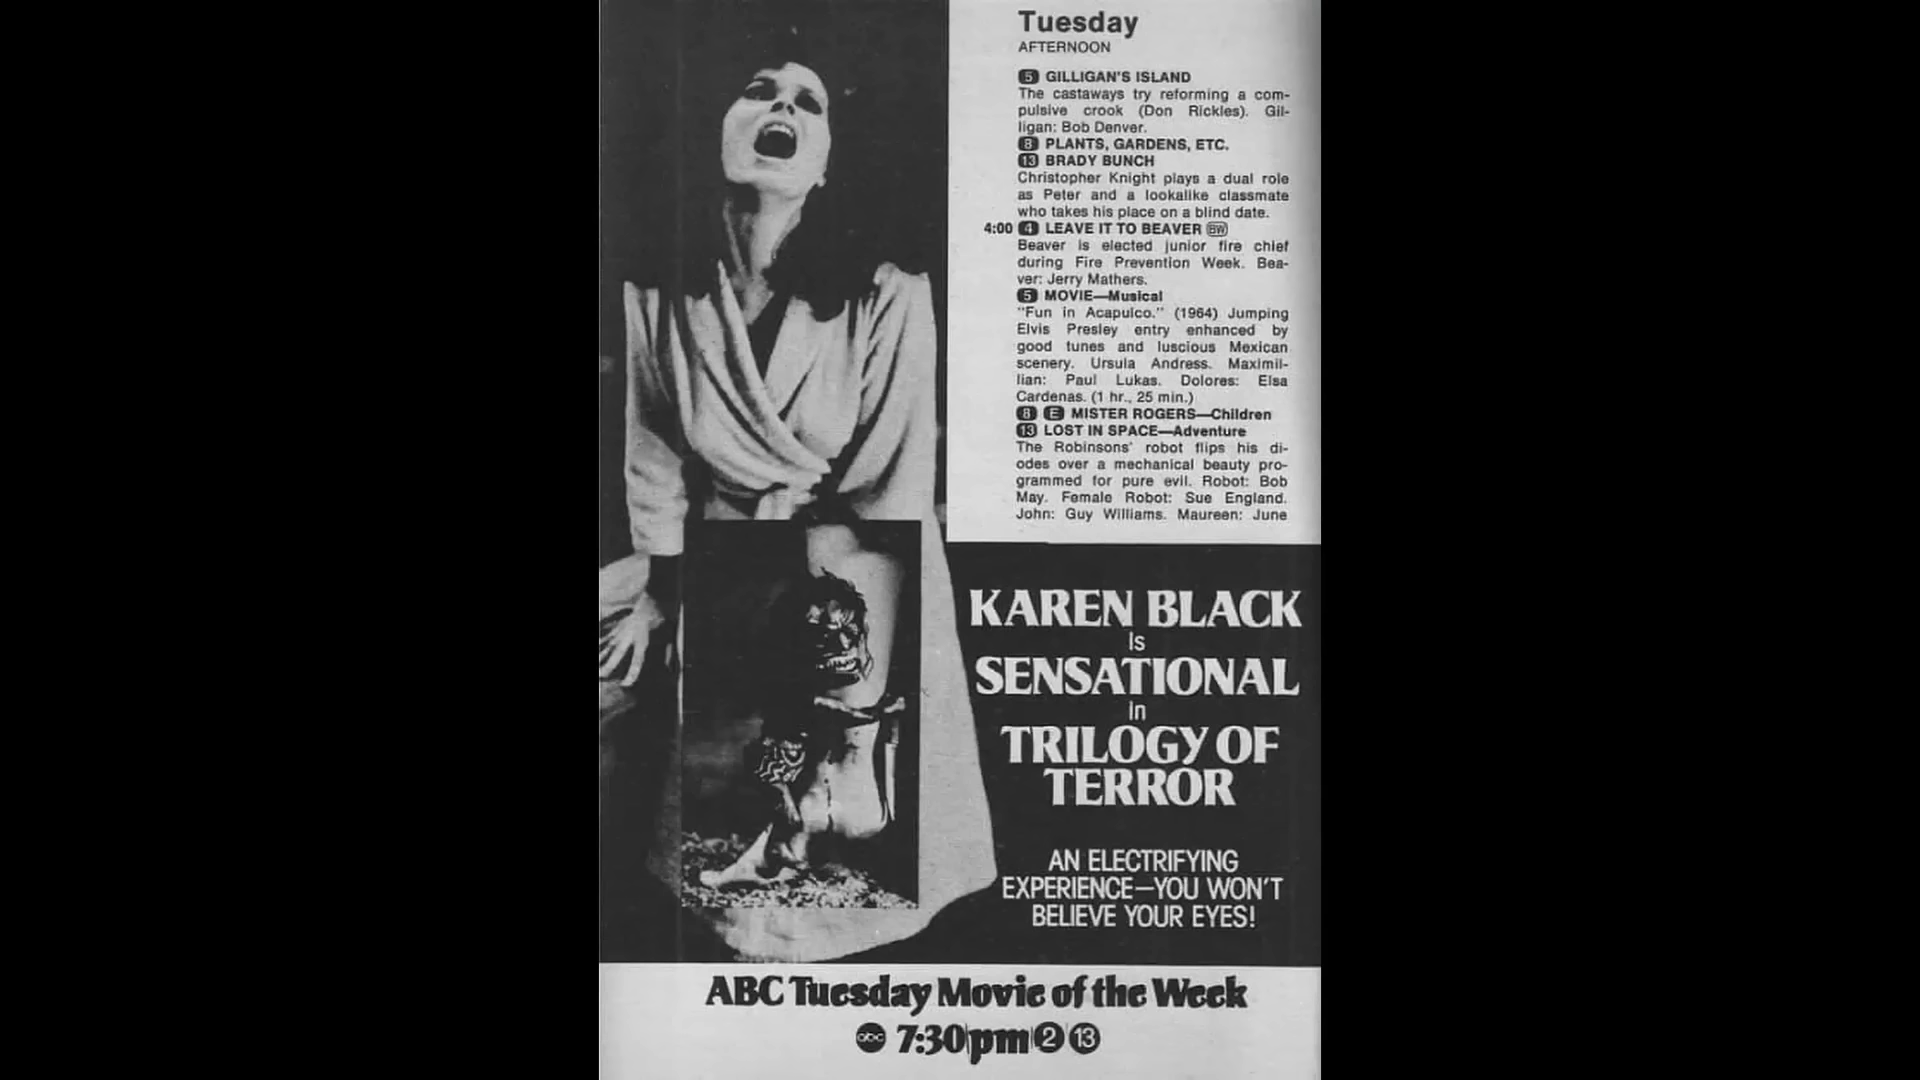 Tuesday
AFTERNOON
5 GILLIGAN'S ISLAND
The castaways try reforming a com-
pulsive crook (Don Rickles). Gil-
ligan: Bob Denver.
8 PLANTS, GARDENS, ETC.
13 BRADY BUNCH
Christopher Knight plays a dual role
as Peter and a lookalike classmate
who takes his place on a blind date.
4:00 4 LEAVE IT TO BEAVER BW
Beaver is elected junior fire chief
during Fire Prevention Week. Bea-
ver: Jerry Mathers.
5 MOVIE—Musical
"Fun in Acapulco." (1964) Jumping
Elvis Presley entry enhanced by
good tunes and luscious Mexican
scenery. Ursula Andress. Maximil-
lian: Paul Lukas. Dolores: Elsa
Cardenas. (1 hr., 25 min.)
8 E MISTER ROGERS—Children
13 LOST IN SPACE—Adventure
The Robinsons' robot flips his di-
odes over a mechanical beauty pro-
grammed for pure evil. Robot: Bob
May. Female Robot: Sue England.
John: Guy Williams. Maureen: June
KAREN BLACK
Is
SENSATIONAL
In
TRILOGY OF
TERROR
AN ELECTRIFYING
EXPERIENCE—YOU WON'T
BELIEVE YOUR EYES!
ABC Tuesday Movie of the Week
abc 7:30pm 2 13